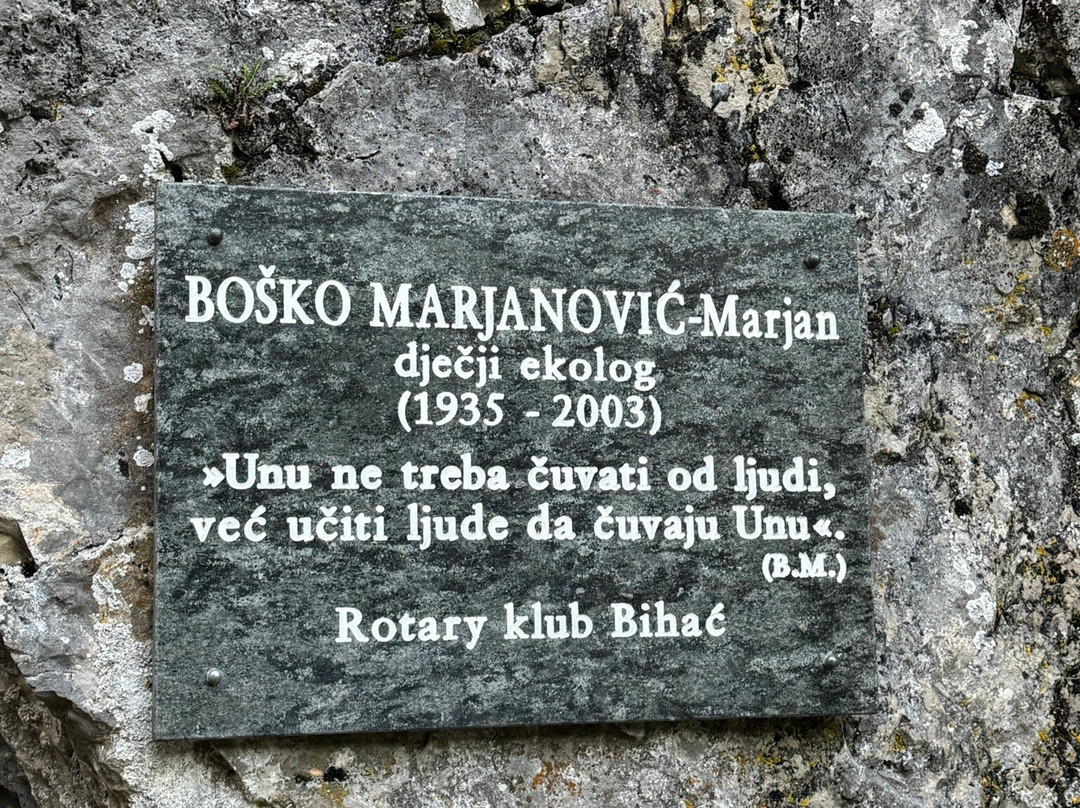 BOŠKO MARJANOVIĆ-Marjan
dječji ekolog
(1935 - 2003)
»Unu ne treba čuvati od ljudi,
već učiti ljude da čuvaju Unu«.
(B.M.)
Rotary klub Bihać